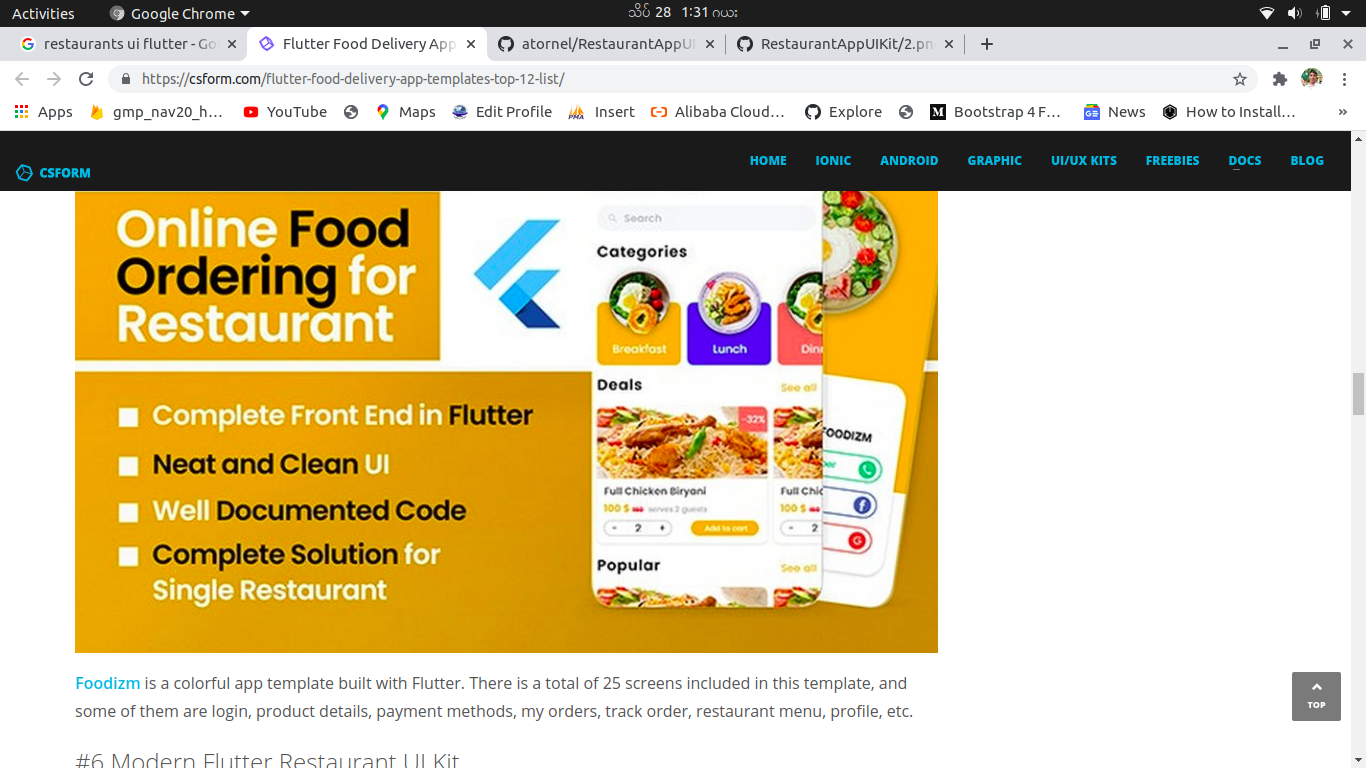 Activities
Google Chrome
သိပ် 28 1:31
restaurants ui flutter - Go
Flutter Food Delivery App
atornel/RestaurantAppUI
RestaurantAppUIKit/2.pn
https://csform.com/flutter-food-delivery-app-templates-top-12-list/
Apps
gmp_nav20_h…
YouTube
Maps
Edit Profile
Insert
Alibaba Cloud…
Explore
Bootstrap 4 F…
News
How to Install…
»
CSFORM
HOME
IONIC
ANDROID
GRAPHIC
UI/UX KITS
FREEBIES
DOCS
BLOG
Online Food
Ordering for
Restaurant
Complete Front End in Flutter
Neat and Clean UI
Well Documented Code
Complete Solution for
Single Restaurant
Search
Categories
Breakfast
Lunch
Din
Deals
See all
-32%
Full Chicken Biryani
Full Chic
100 $ serves 2 guests
100 $
- 2 +
Add to cart
- 2
Popular
See all
FOODIZM
Foodizm is a colorful app template built with Flutter. There is a total of 25 screens included in this template, and
some of them are login, product details, payment methods, my orders, track order, restaurant menu, profile, etc.
#6 Modern Flutter Restaurant UI Kit
TOP